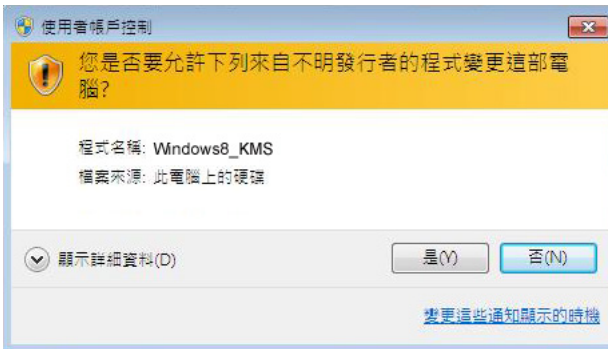 使用者帳戶控制
您是否要允許下列來自不明發行者的程式變更這部電
腦?
程式名稱: Windows8_KMS
檔案來源: 此電腦上的硬碟
顯示詳細資料(D)
是(Y)
否(N)
變更這些通知顯示的時機